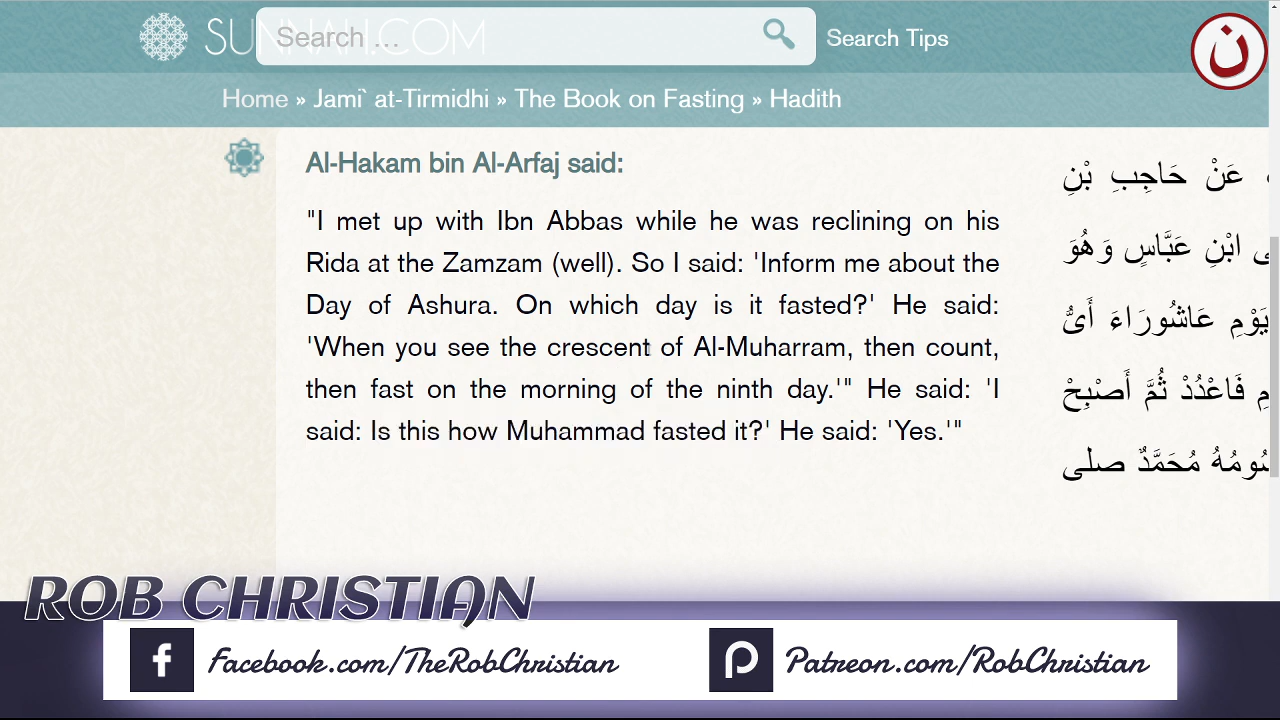 SUNNAH.COM
Search ...
Search Tips
ن
Home » Jami` at-Tirmidhi » The Book on Fasting » Hadith
Al-Hakam bin Al-Arfaj said:
"I met up with Ibn Abbas while he was reclining on his
Rida at the Zamzam (well). So I said: 'Inform me about the
Day of Ashura. On which day is it fasted?' He said:
'When you see the crescent of Al-Muharram, then count,
then fast on the morning of the ninth day.'" He said: 'I
said: Is this how Muhammad fasted it?' He said: 'Yes.'"
عَنْ حَاجِبِ بْنِ
ابْنِ عَبَّاسٍ وَهُوَ
يَوْمِ عَاشُورَاءَ أَىُّ
فَاعْدُدْ ثُمَّ أَصْبِحْ
مُحَمَّدٌ صلى
ROB CHRISTIAN
Facebook.com/TheRobChristian
Patreon.com/RobChristian